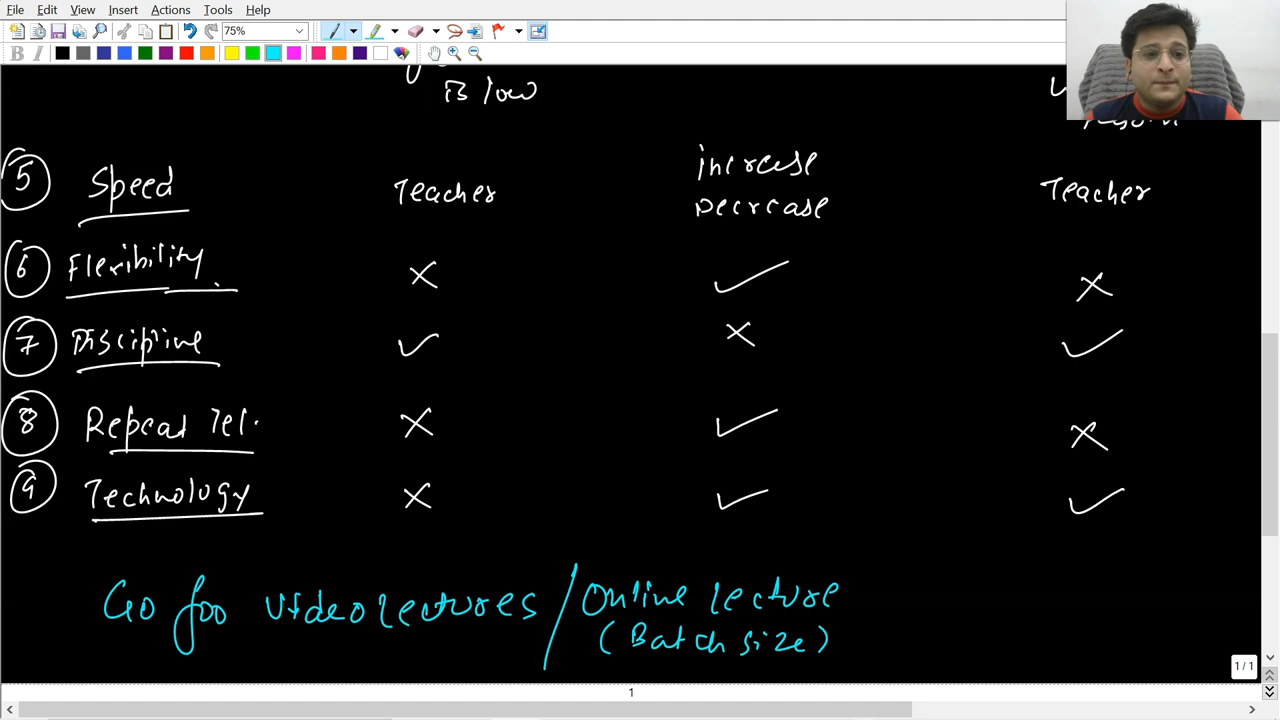 File Edit View Insert Actions Tools Help
75%
B I
is low
5 Speed Teacher increase Decrease Teacher
6 Flexibility X ✓ X
7 Discipline ✓ X ✓
8 Repeat Tel. X ✓ X
9 Technology X ✓ ✓
Go foo videolectures / Online lecture
(Batch size)
1 / 1
1